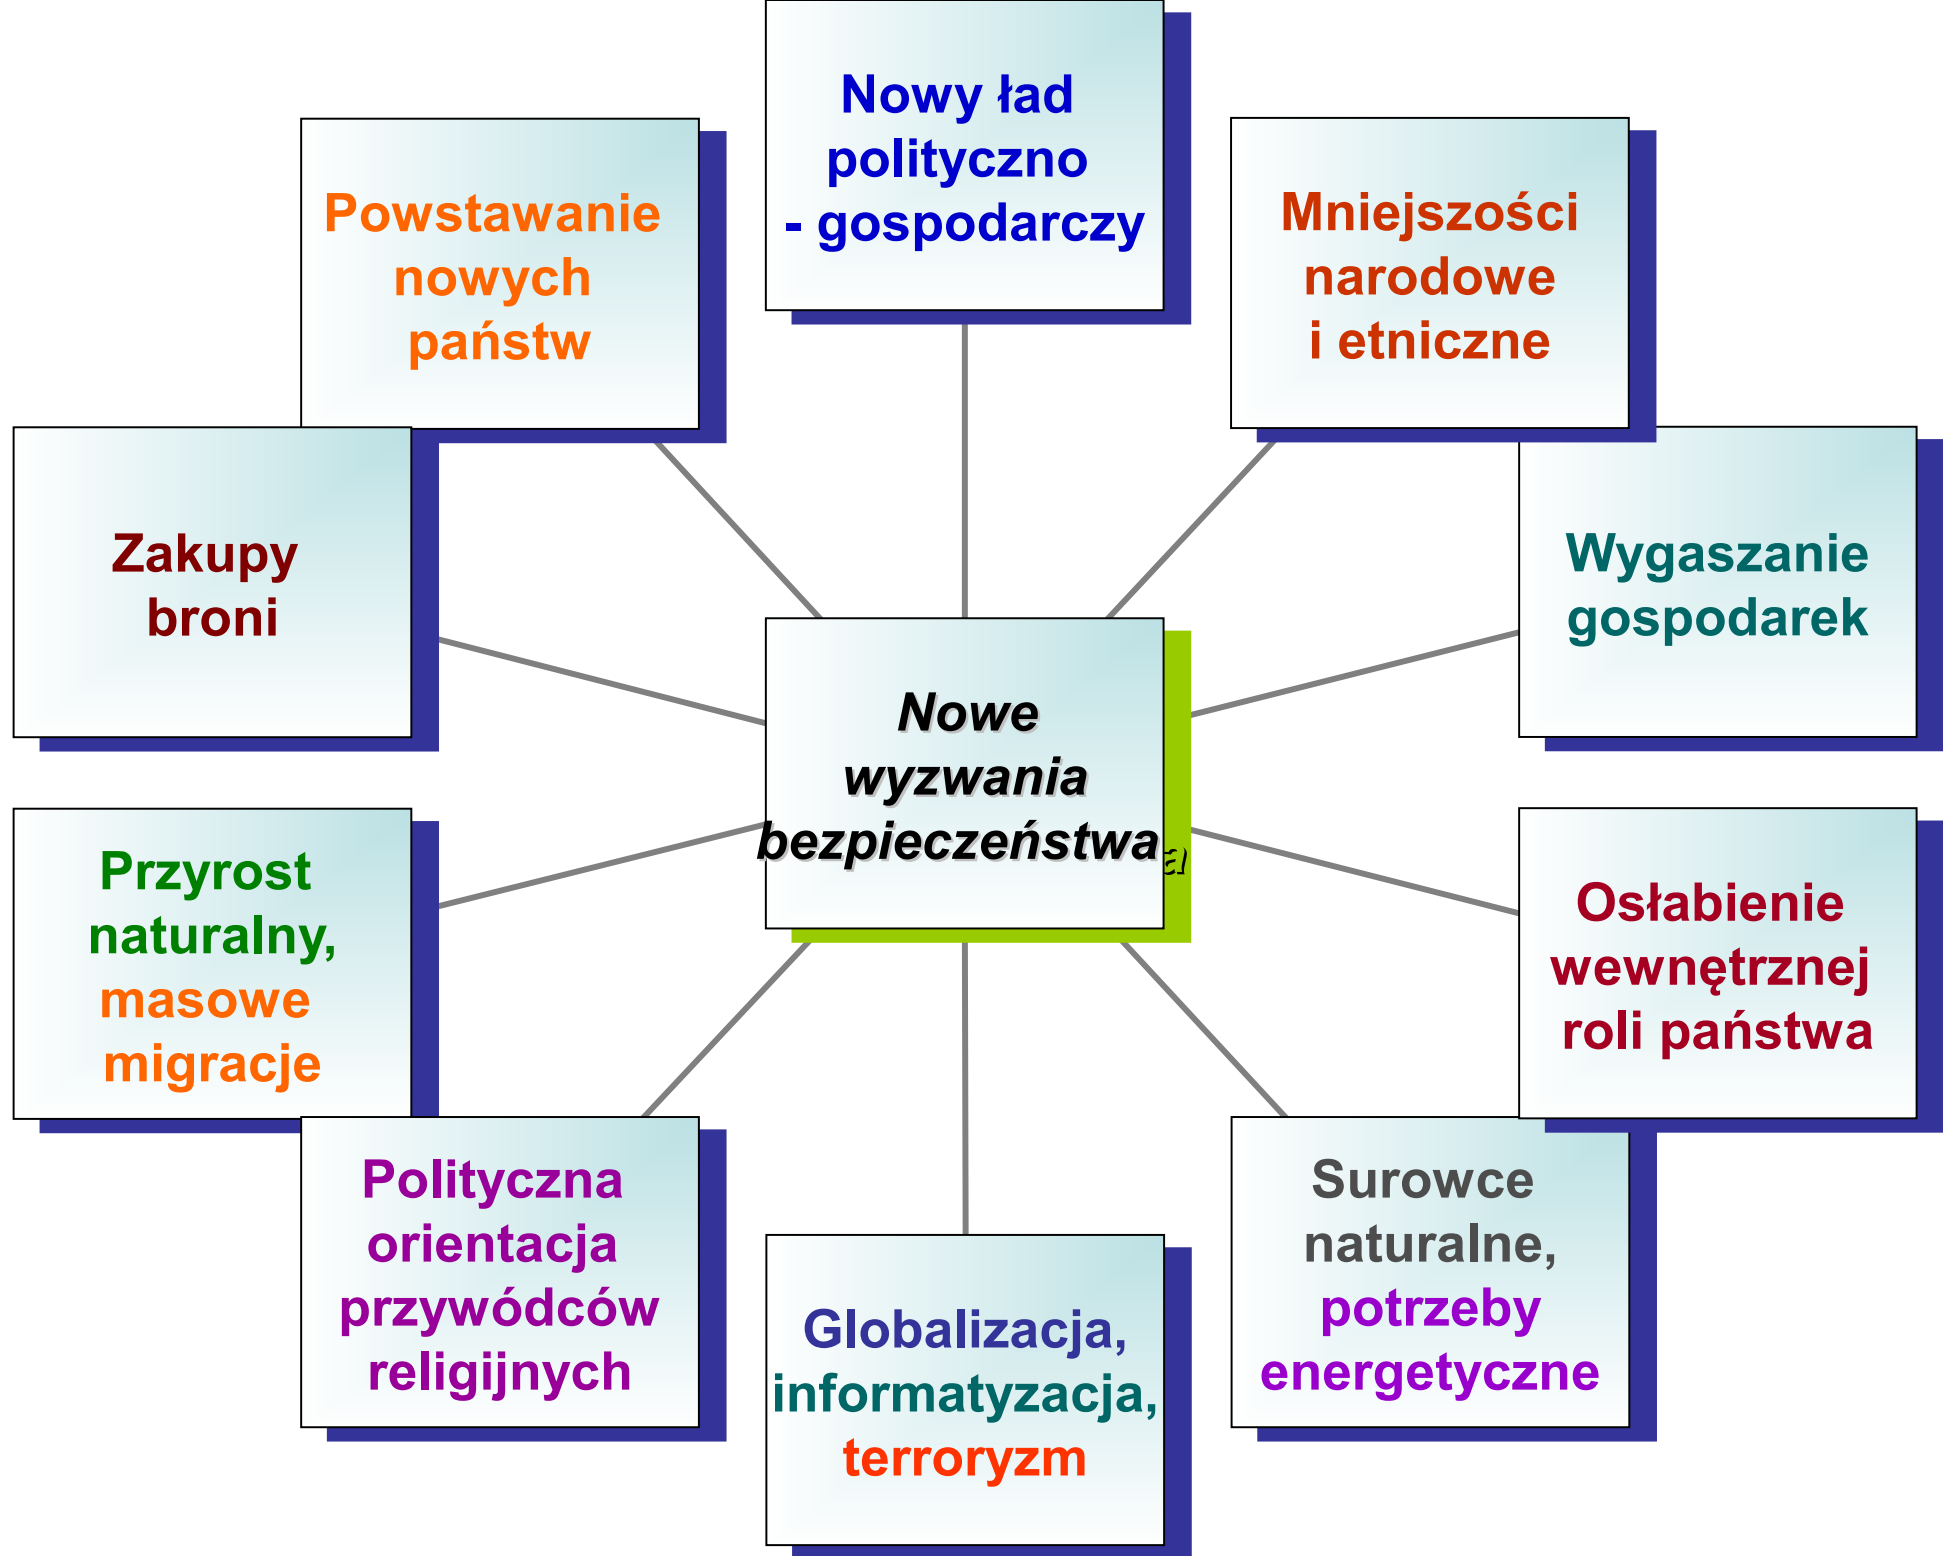 Nowy ład
polityczno
- gospodarczy
Powstawanie
nowych
państw
Mniejszości
narodowe
i etniczne
Zakupy
broni
Wygaszanie
gospodarek
Nowe
wyzwania
bezpieczeństwa
Przyrost
naturalny,
masowe
migracje
Osłabienie
wewnętrznej
roli państwa
Polityczna
orientacja
przywódców
religijnych
Surowce
naturalne,
potrzeby
energetyczne
Globalizacja,
informatyzacja,
terroryzm